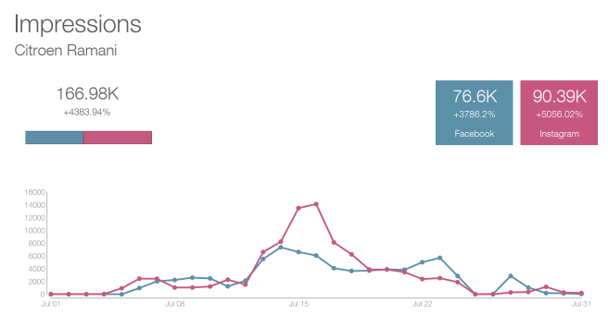 Impressions
Citroen Ramani
166.98K
+4383.94%
76.6K
+3786.2%
Facebook
90.39K
+5056.02%
Instagram
16000
14000
12000
10000
8000
6000
4000
2000
0
Jul 01 Jul 08 Jul 15 Jul 22 Jul 31